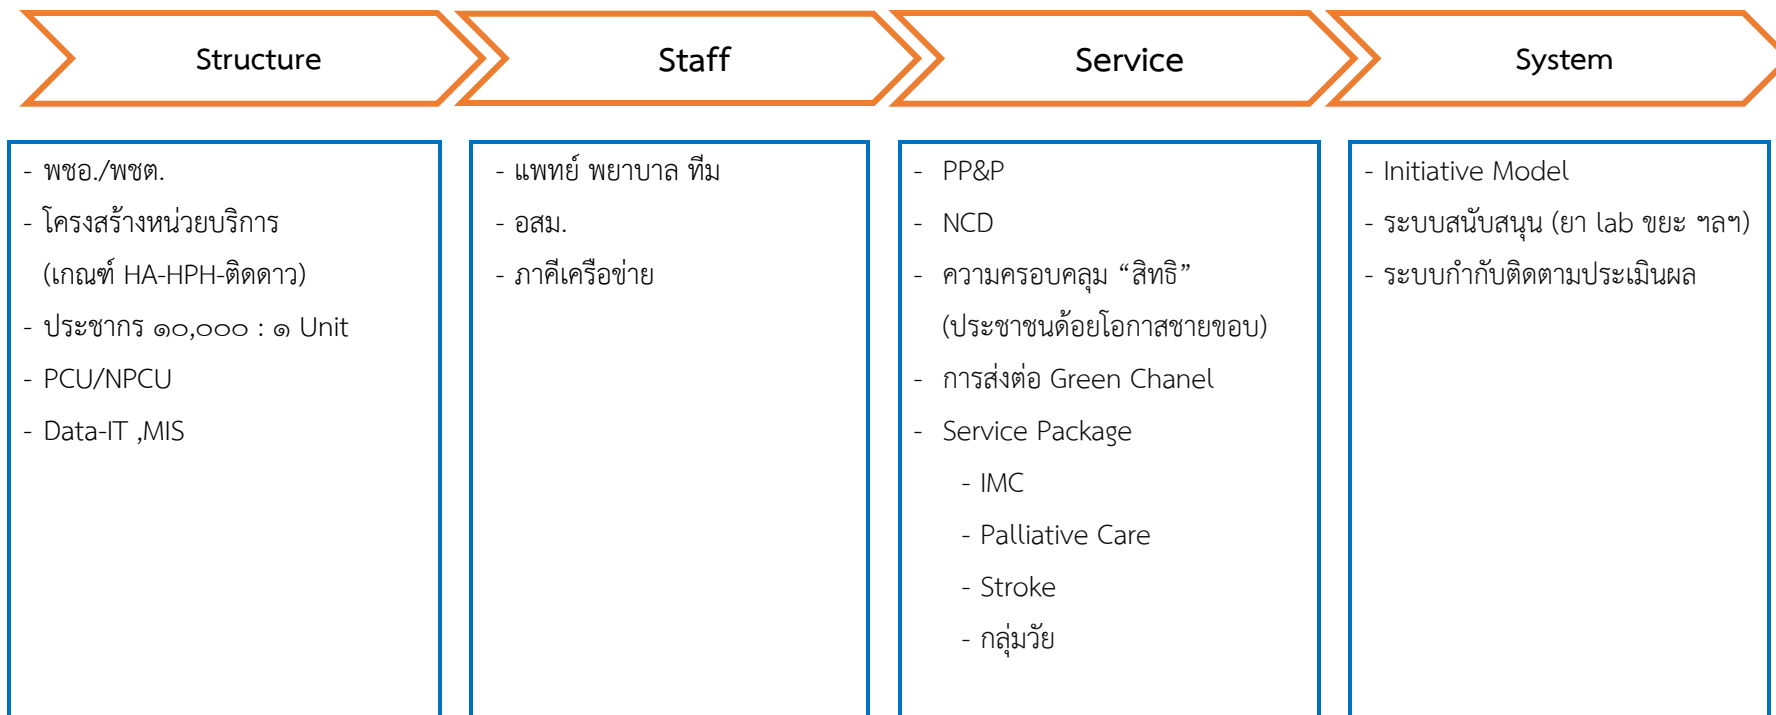 Structure
Staff
Service
System
- พชอ./พชต.
- โครงสร้างหน่วยบริการ
(เกณฑ์ HA-HPH-ติดดาว)
- ประชากร ๑๐,๐๐๐ : ๑ Unit
- PCU/NPCU
- Data-IT ,MIS
- แพทย์ พยาบาล ทีม
- อสม.
- ภาคีเครือข่าย
- PP&P
- NCD
- ความครอบคลุม “สิทธิ”
(ประชาชนด้อยโอกาสชายขอบ)
- การส่งต่อ Green Chanel
- Service Package
- IMC
- Palliative Care
- Stroke
- กลุ่มวัย
- Initiative Model
- ระบบสนับสนุน (ยา lab ขยะ ฯลฯ)
- ระบบกำกับติดตามประเมินผล